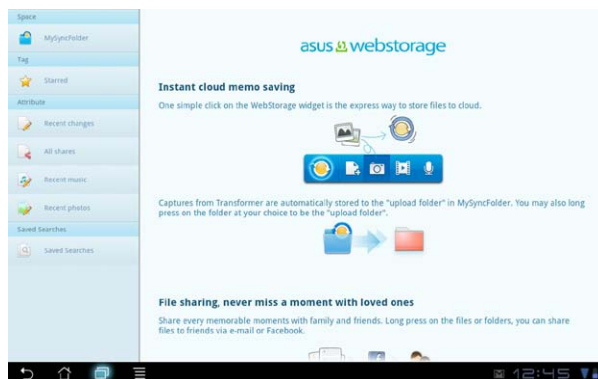 Space
MySyncFolder
Tag
Starred
Attribute
Recent changes
All shares
Recent music
Recent photos
Saved Searches
Saved Searches
asus webstorage
Instant cloud memo saving
One simple click on the WebStorage widget is the express way to store files to cloud.
Captures from Transformer are automatically stored to the "upload folder" in MySyncFolder. You may also long
press on the folder at your choice to be the "upload folder".
File sharing, never miss a moment with loved ones
Share every memorable moments with family and friends. Long press on the files or folders, you can share
files to friends via e-mail or Facebook.
12:45